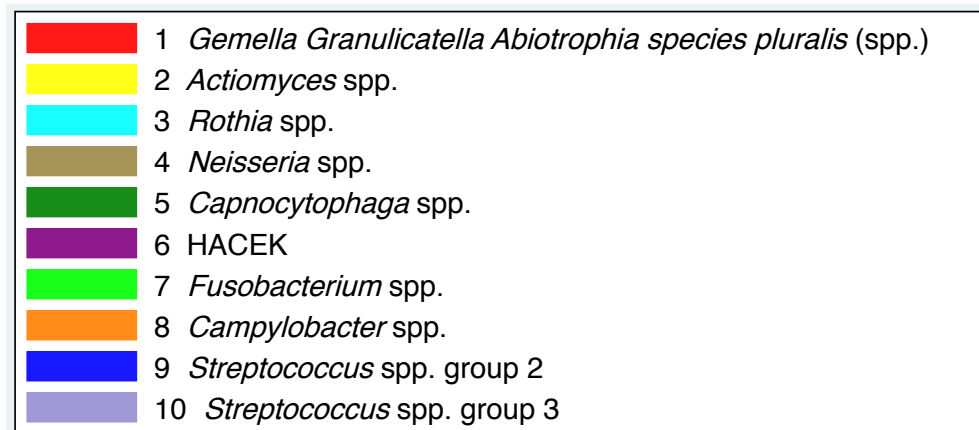 1 Gemella Granulicatella Abiotrophia species pluralis (spp.)
2 Actiomyces spp.
3 Rothia spp.
4 Neisseria spp.
5 Capnocytophaga spp.
6 HACEK
7 Fusobacterium spp.
8 Campylobacter spp.
9 Streptococcus spp. group 2
10 Streptococcus spp. group 3